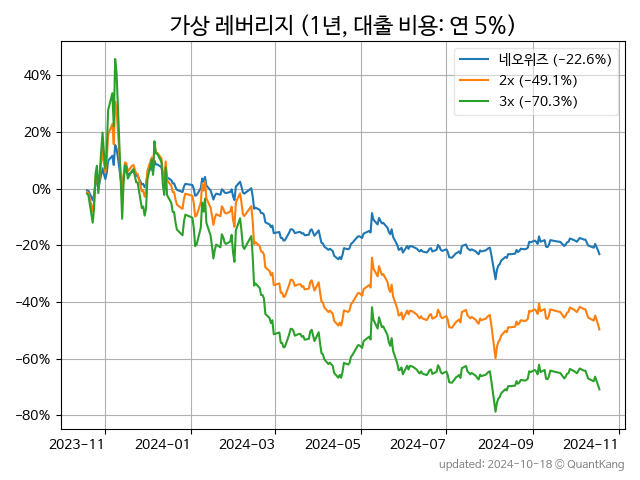 가상 레버리지 (1년, 대출 비용: 연 5%)
네오위즈 (-22.6%)
2x (-49.1%)
3x (-70.3%)
40%
20%
0%
-20%
-40%
-60%
-80%
2023-11 2024-01 2024-03 2024-05 2024-07 2024-09 2024-11
updated: 2024-10-18 © QuantKang